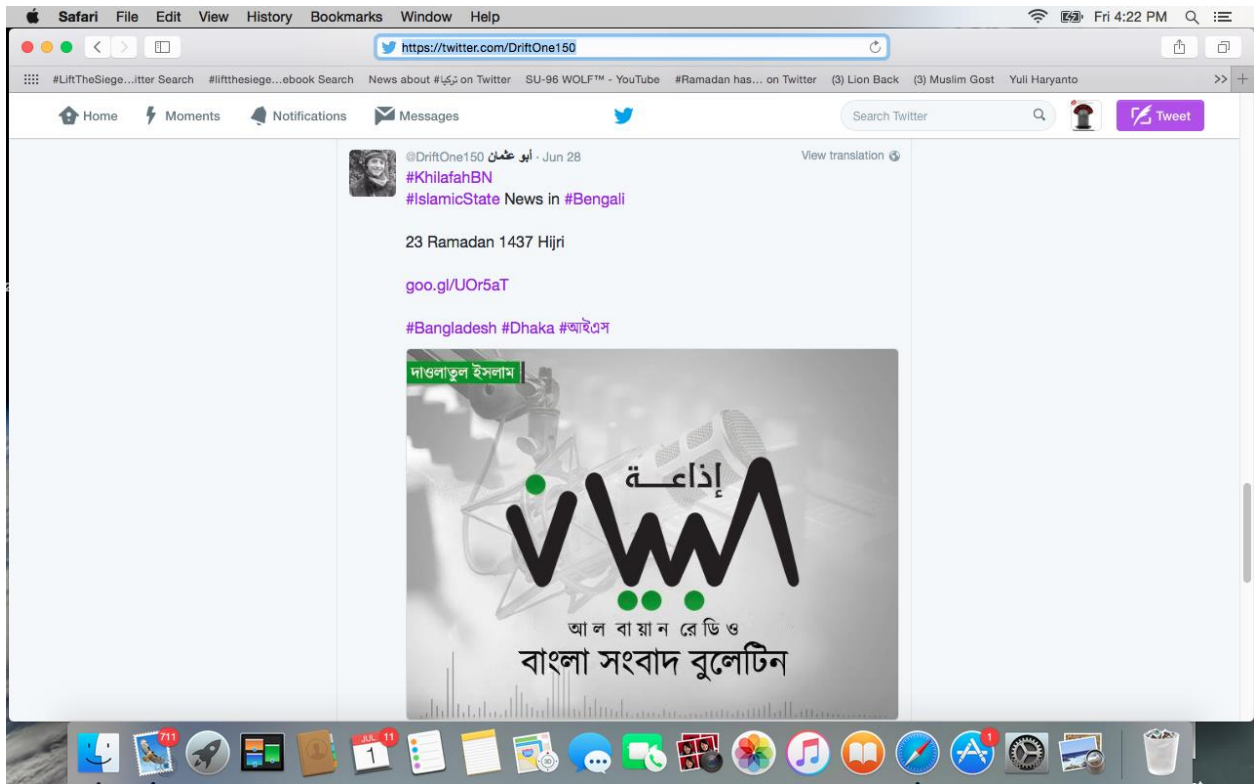 Safari File Edit View History Bookmarks Window Help Fri 4:22 PM
https://twitter.com/DriftOne150
#LiftTheSiege...itter Search #liftthesiege...ebook Search News about #تركيا on Twitter SU-96 WOLF™ - YouTube #Ramadan has... on Twitter (3) Lion Back (3) Muslim Gost Yuli Haryanto >> +
Home Moments Notifications Messages Search Twitter Tweet
@DriftOne150 أبو عثمان · Jun 28 View translation
#KhilafahBN
#IslamicState News in #Bengali
23 Ramadan 1437 Hijri
goo.gl/UOr5aT
#Bangladesh #Dhaka #আইএস
দাওলাতুল ইসলাম
إذاعـــة
البيان
আল বায়ান রেডিও
বাংলা সংবাদ বুলেটিন
711
JUL 11
1
1